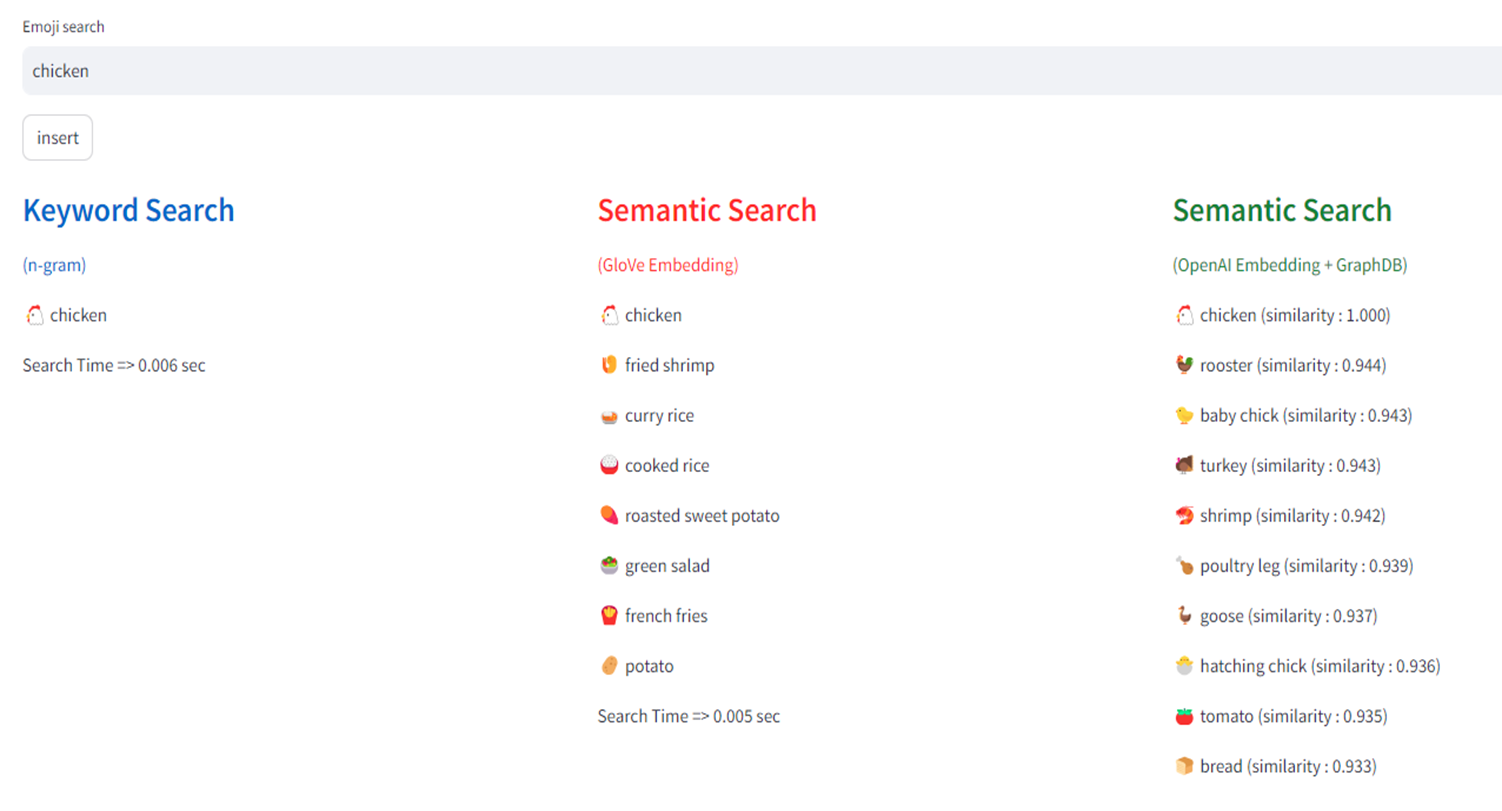 Emoji search
chicken
insert
Keyword Search
(n-gram)
chicken
Search Time => 0.006 sec
Semantic Search
(GloVe Embedding)
chicken
fried shrimp
curry rice
cooked rice
roasted sweet potato
green salad
french fries
potato
Search Time => 0.005 sec
Semantic Search
(OpenAI Embedding + GraphDB)
chicken (similarity : 1.000)
rooster (similarity : 0.944)
baby chick (similarity : 0.943)
turkey (similarity : 0.943)
shrimp (similarity : 0.942)
poultry leg (similarity : 0.939)
goose (similarity : 0.937)
hatching chick (similarity : 0.936)
tomato (similarity : 0.935)
bread (similarity : 0.933)